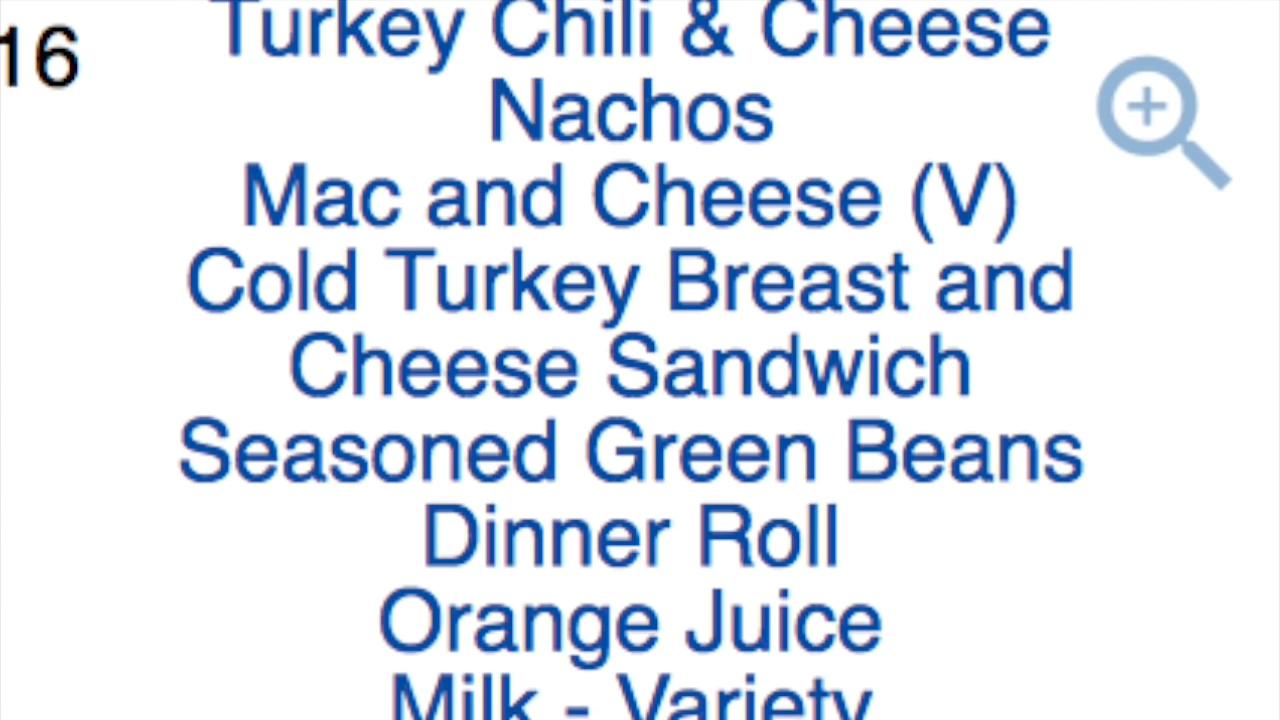 16
Turkey Chili & Cheese
Nachos
Mac and Cheese (V)
Cold Turkey Breast and
Cheese Sandwich
Seasoned Green Beans
Dinner Roll
Orange Juice
Milk - Variety